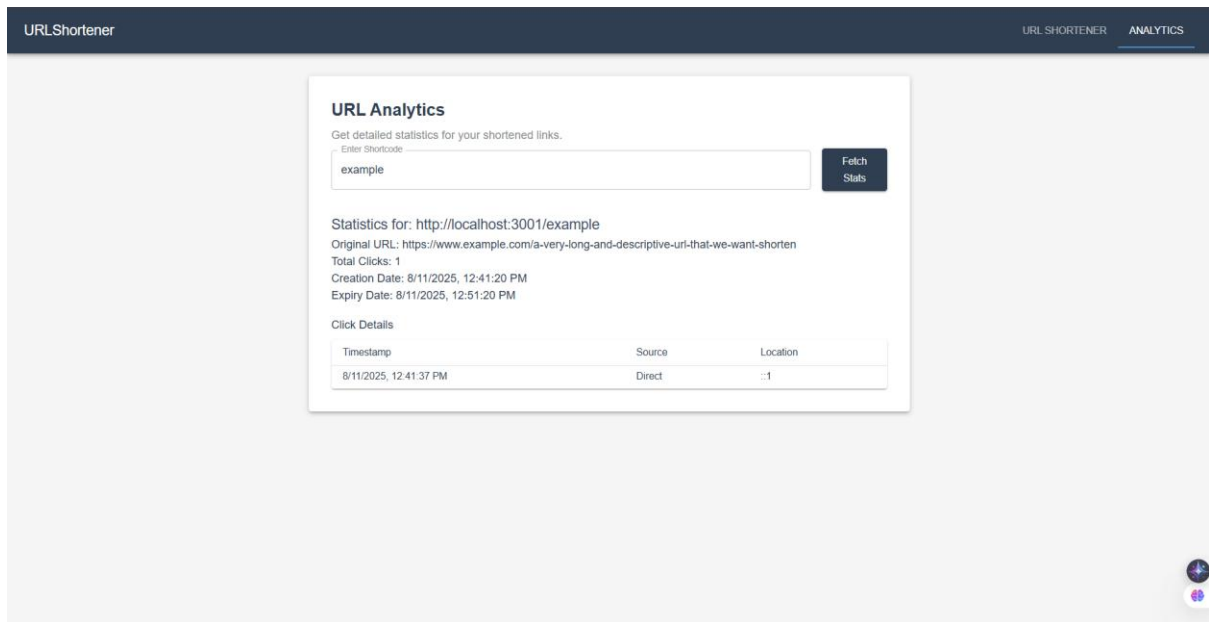 URLShortener
URL SHORTENER
ANALYTICS
URL Analytics
Get detailed statistics for your shortened links.
Enter Shortcode
example
Fetch
Stats
Statistics for: http://localhost:3001/example
Original URL: https://www.example.com/a-very-long-and-descriptive-url-that-we-want-shorten
Total Clicks: 1
Creation Date: 8/11/2025, 12:41:20 PM
Expiry Date: 8/11/2025, 12:51:20 PM
Click Details
Timestamp Source Location
8/11/2025, 12:41:37 PM Direct ::1